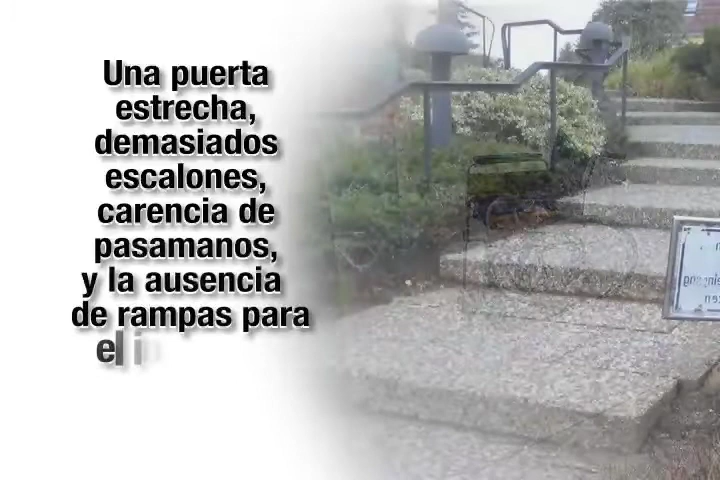 Una puerta
estrecha,
demasiados
escalones,
carencia de
pasamanos,
y la ausencia
de rampas para
el i